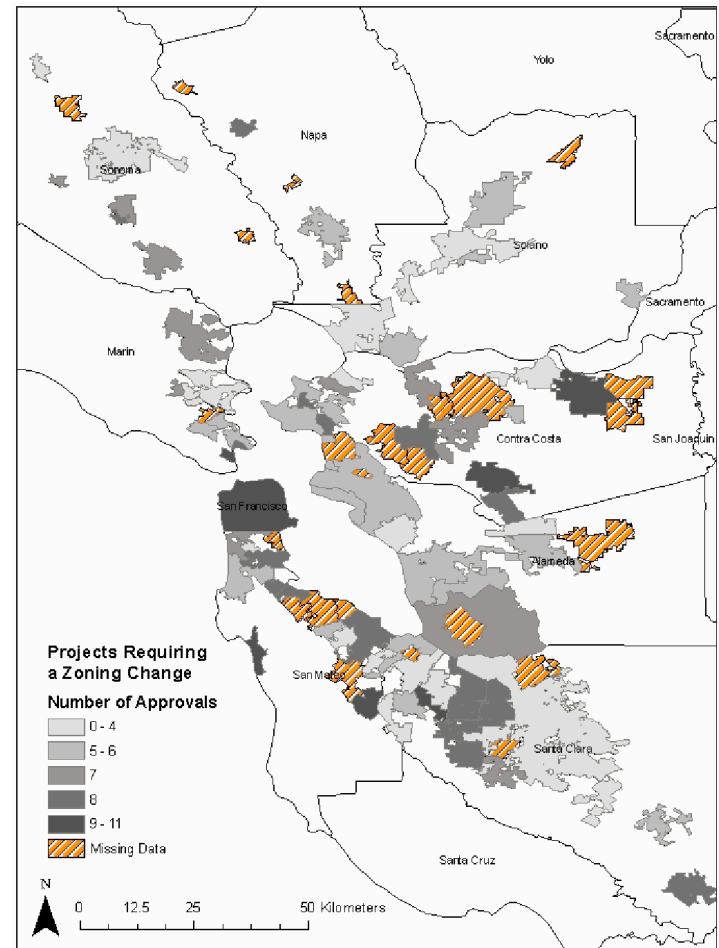 Sacramento
Yolo
Napa
Sonoma
Solano
Sacramento
Marin
Contra Costa
San Joaquin
San Francisco
Alameda
Projects Requiring
a Zoning Change
San Mateo
Number of Approvals
0 - 4
5 - 6
7
8
9 - 11
Missing Data
Santa Clara
Santa Cruz
N
0 12.5 25 50 Kilometers